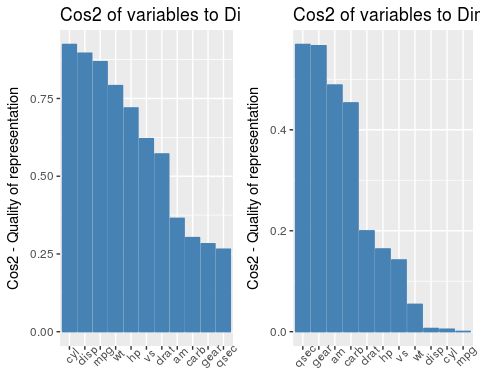 Cos2 of variables to Di
Cos2 - Quality of representation
0.75
0.50
0.25
0.00
cyl disp mpg wt hp vs drat am carb gear qsec
Cos2 of variables to Dir
Cos2 - Quality of representation
0.4
0.2
0.0
qsec gear am carb drat hp vs wt disp cyl mpg